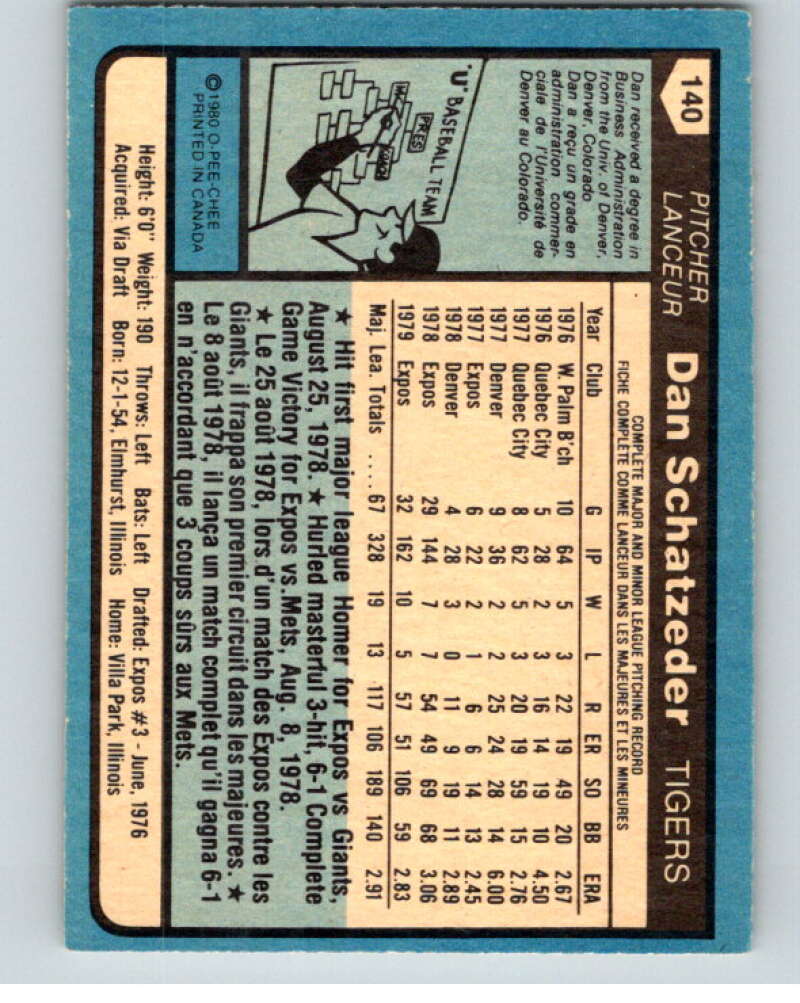 140
PITCHER
LANCEUR
Dan Schatzeder TIGERS
Dan received a degree in
Business Administration
from the Univ. of Denver,
Denver, Colorado
Dan a reçu un grade en
administration commer-
ciale de l'Université de
Denver au Colorado.
"U" BASEBALL TEAM
PRES
©1980 O-PEE-CHEE
PRINTED IN CANADA
COMPLETE MAJOR AND MINOR LEAGUE PITCHING RECORD
FICHE COMPLETE COMME LANCEUR DANS LES MAJEURES ET LES MINEURES
Year Club G IP W L R ER SO BB ERA
1976 W. Palm B'ch 10 64 5 3 22 19 49 20 2.67
1976 Quebec City 5 28 2 3 16 14 19 10 4.50
1977 Quebec City 8 62 5 3 20 19 59 15 2.76
1977 Denver 9 36 2 2 25 24 28 14 6.00
1977 Expos 6 22 2 1 6 6 14 13 2.45
1978 Denver 4 28 3 0 11 9 19 11 2.89
1978 Expos 29 144 7 7 54 49 69 68 3.06
1979 Expos 32 162 10 5 57 51 106 59 2.83
Maj. Lea. Totals .... 67 328 19 13 117 106 189 140 2.91
★ Hit first major league Homer for Expos vs Giants,
August 25, 1978. ★ Hurled masterful 3-hit, 6-1 Complete
Game Victory for Expos vs. Mets, Aug. 8, 1978.
★ Le 25 août 1978, lors d'un match des Expos contre les
Giants, il frappa son premier circuit dans les majeures. ★
Le 8 août 1978, il lança un match complet qu'il gagna 6-1
en n'accordant que 3 coups sûrs aux Mets.
Height: 6'0" Weight: 190 Throws: Left Bats: Left Drafted: Expos #3 - June, 1976
Acquired: Via Draft Born: 12-1-54, Elmhurst, Illinois Home: Villa Park, Illinois